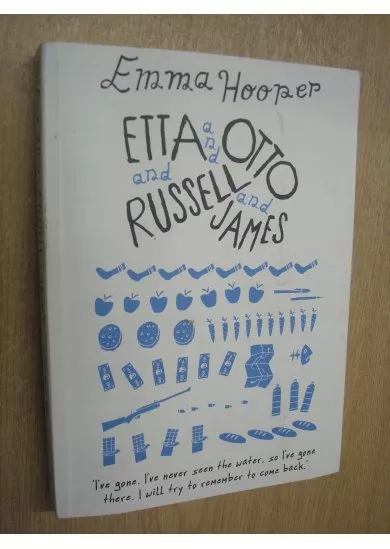 Emma Hooper
ETTA and OTTO
and
RUSSELL and
JAMES
"I've gone. I've never seen the water, so I've gone
there. I will try to remember to come back."